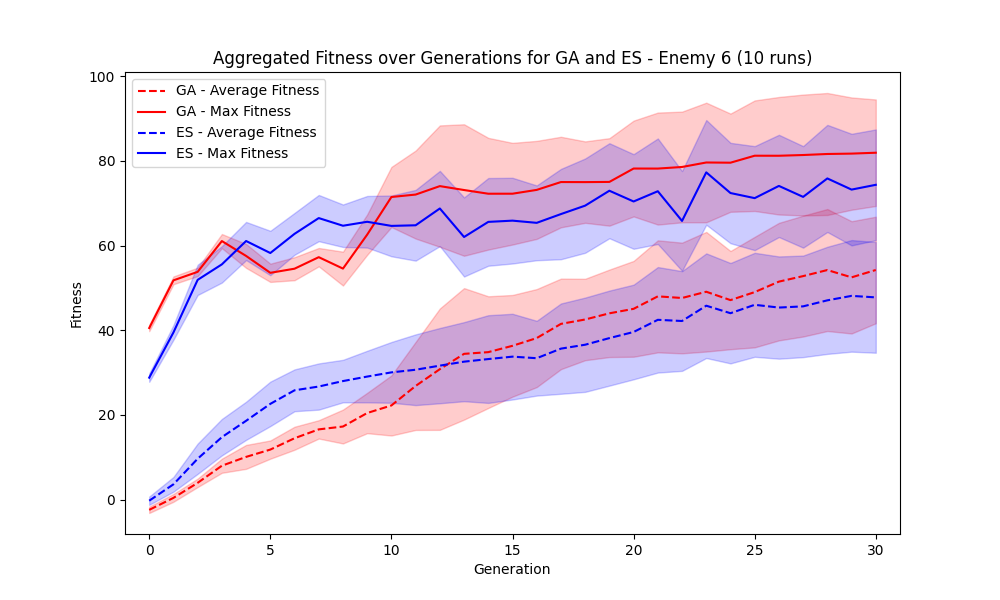 Aggregated Fitness over Generations for GA and ES - Enemy 6 (10 runs)
100
80
60
40
20
0
Fitness
GA - Average Fitness
GA - Max Fitness
ES - Average Fitness
ES - Max Fitness
0 5 10 15 20 25 30
Generation